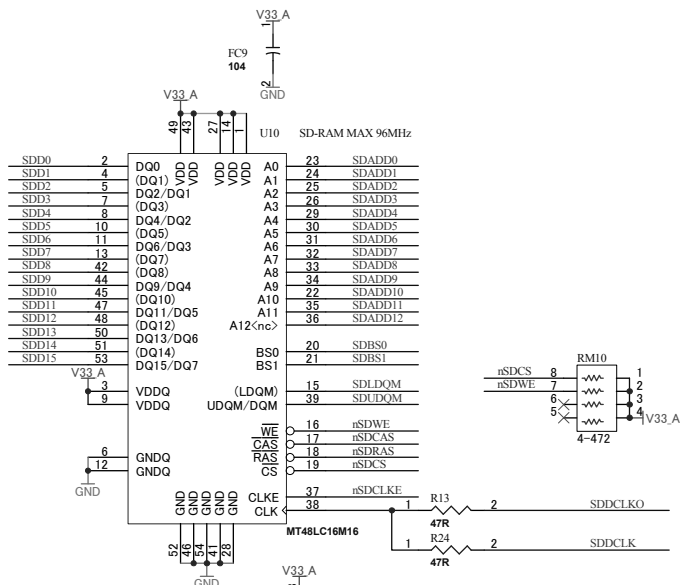 V33_A
1
FC9
104
2
GND
V33_A
49
43
27
14
1
U10
SD-RAM MAX 96MHz
VDD VDD VDD VDD VDD
SDD0 2 DQ0 A0 23 SDADD0
SDD1 4 (DQ1) A1 24 SDADD1
SDD2 5 DQ2/DQ1 A2 25 SDADD2
SDD3 7 (DQ3) A3 26 SDADD3
SDD4 8 DQ4/DQ2 A4 29 SDADD4
SDD5 10 (DQ5) A5 30 SDADD5
SDD6 11 DQ6/DQ3 A6 31 SDADD6
SDD7 13 (DQ7) A7 32 SDADD7
SDD8 42 (DQ8) A8 33 SDADD8
SDD9 44 DQ9/DQ4 A9 34 SDADD9
SDD10 45 (DQ10) A10 22 SDADD10
SDD11 47 DQ11/DQ5 A11 35 SDADD11
SDD12 48 (DQ12) A12<nc> 36 SDADD12
SDD13 50 DQ13/DQ6
SDD14 51 (DQ14) BS0 20 SDBS0
SDD15 53 DQ15/DQ7 BS1 21 SDBS1
V33_A
3 VDDQ (LDQM) 15 SDLDQM
9 VDDQ UDQM/DQM 39 SDUDQM
WE 16 nSDWE
CAS 17 nSDCAS
6 GNDQ RAS 18 nSDRAS
12 GNDQ CS 19 nSDCS
GND
CLKE 37 nSDCLKE
CLK 38
GND GND GND GND GND
52
46
54
41
28
GND
MT48LC16M16
RM10
nSDCS 8 1
nSDWE 7 2
6 3
5 4 V33_A
4-472
R13
1 2 SDDCLKO
47R
R24
1 2 SDDCLK
47R
V33_A